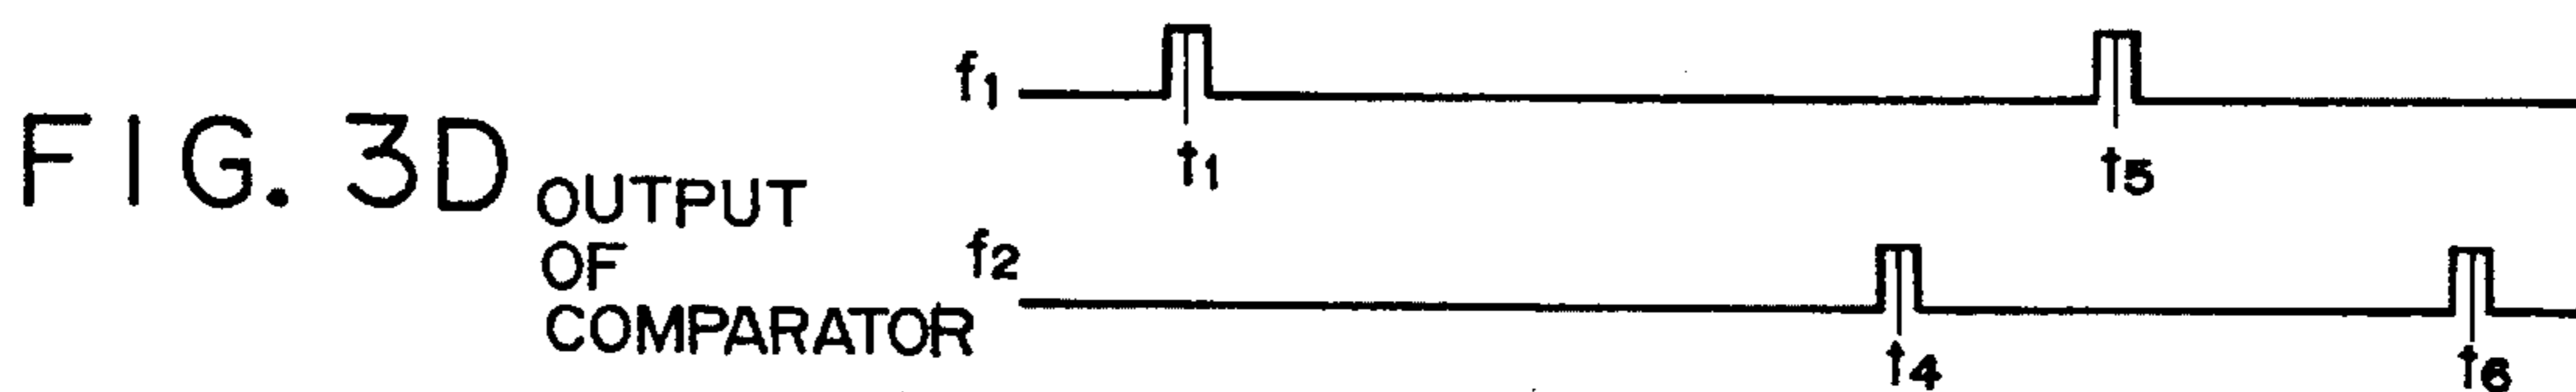 FIG. 3D
OUTPUT
OF
COMPARATOR
f1
t1
t5
f2
t4
t6